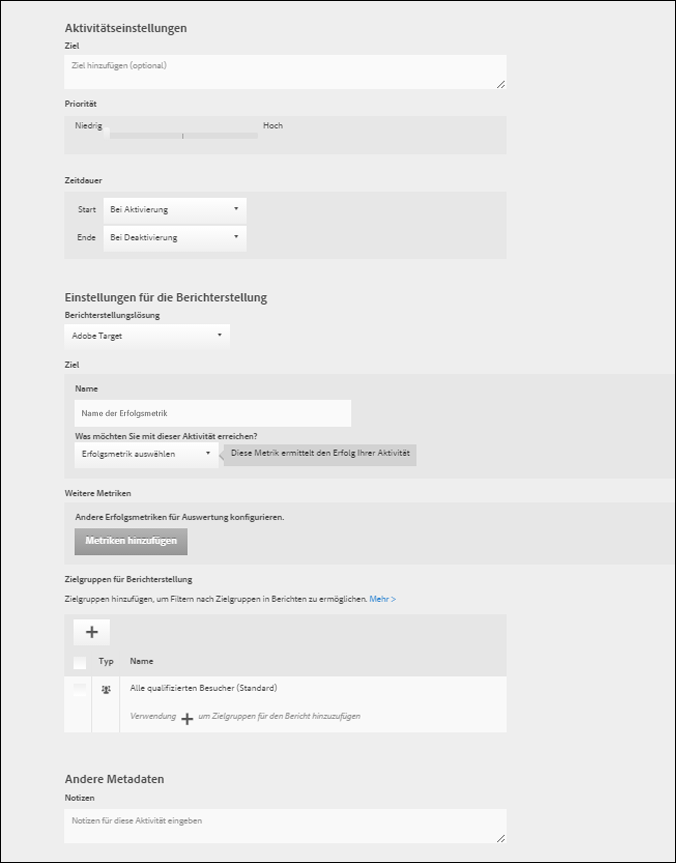 Aktivitätseinstellungen
Ziel
Ziel hinzufügen (optional)
Priorität
Niedrig Hoch
Zeitdauer
Start Bei Aktivierung
Ende Bei Deaktivierung
Einstellungen für die Berichterstellung
Berichterstellungslösung
Adobe Target
Ziel
Name
Name der Erfolgsmetrik
Was möchten Sie mit dieser Aktivität erreichen?
Erfolgsmetrik auswählen Diese Metrik ermittelt den Erfolg Ihrer Aktivität
Weitere Metriken
Andere Erfolgsmetriken für Auswertung konfigurieren.
Metriken hinzufügen
Zielgruppen für Berichterstellung
Zielgruppen hinzufügen, um Filtern nach Zielgruppen in Berichten zu ermöglichen. Mehr >
+
Typ Name
Alle qualifizierten Besucher (Standard)
Verwendung + um Zielgruppen für den Bericht hinzuzufügen
Andere Metadaten
Notizen
Notizen für diese Aktivität eingeben